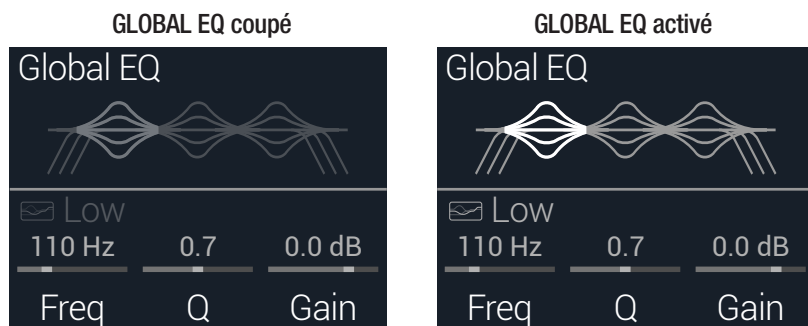 GLOBAL EQ coupé
Global EQ
Low
110 Hz 0.7 0.0 dB
Freq Q Gain
GLOBAL EQ activé
Global EQ
Low
110 Hz 0.7 0.0 dB
Freq Q Gain